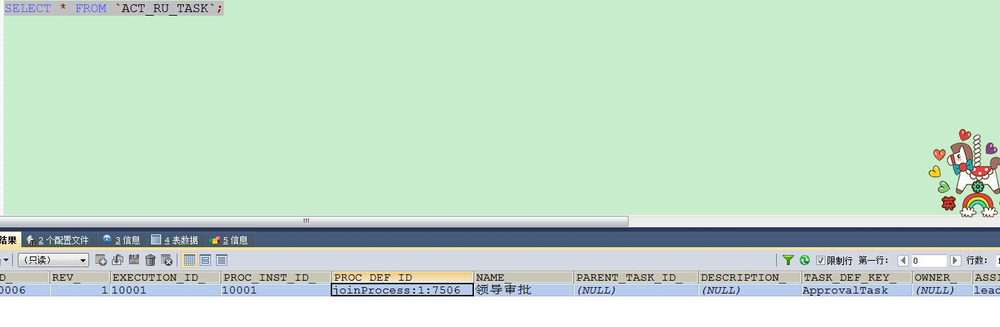 SELECT * FROM `ACT_RU_TASK`;
英
结果 2 个配置文件 3 信息 4 表数据 5 信息
(只读) 限制行 第一行: 0 行数:
D_ REV_ EXECUTION_ID_ PROC_INST_ID_ PROC_DEF_ID_ NAME_ PARENT_TASK_ID_ DESCRIPTION_ TASK_DEF_KEY_ OWNER_ ASSI
0006 1 10001 10001 joinProcess:1:7506 领导审批 (NULL) (NULL) ApprovalTask (NULL) lead